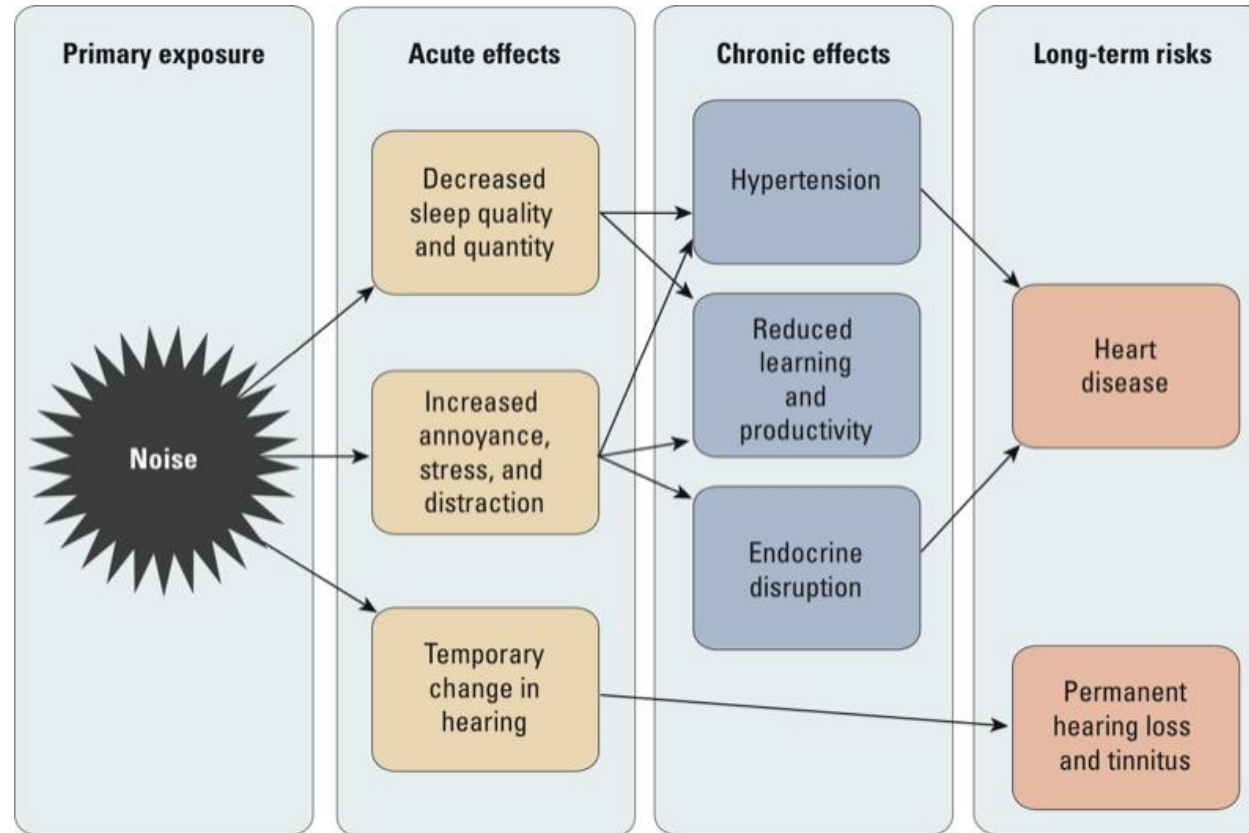 Primary exposure
Acute effects
Chronic effects
Long-term risks
Noise
Decreased
sleep quality
and quantity
Increased
annoyance,
stress, and
distraction
Temporary
change in
hearing
Hypertension
Reduced
learning
and
productivity
Endocrine
disruption
Heart
disease
Permanent
hearing loss
and tinnitus